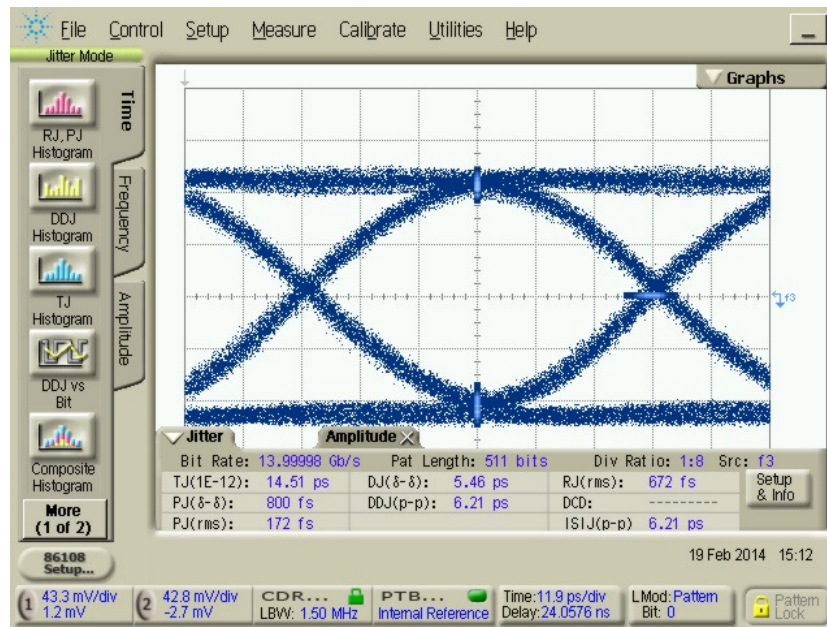 File Control Setup Measure Calibrate Utilities Help
Jitter Mode
Graphs
Time
Frequency
Amplitude
RJ, PJ
Histogram
DDJ
Histogram
TJ
Histogram
DDJ vs
Bit
Composite
Histogram
More
(1 of 2)
f3
Jitter Amplitude
Bit Rate: 13.99998 Gb/s Pat Length: 511 bits Div Ratio: 1:8 Src: f3
TJ(1E-12): 14.51 ps DJ(δ-δ): 5.46 ps RJ(rms): 672 fs
PJ(δ-δ): 800 fs DDJ(p-p): 6.21 ps DCD: ---------
PJ(rms): 172 fs ISIJ(p-p) 6.21 ps
Setup
& Info
86108
Setup...
19 Feb 2014 15:12
1 43.3 mV/div
1.2 mV
2 42.8 mV/div
-2.7 mV
CDR...
LBW: 1.50 MHz
PTB...
Internal Reference
Time:11.9 ps/div
Delay:24.0576 ns
LMod: Pattern
Bit: 0
Pattern
Lock